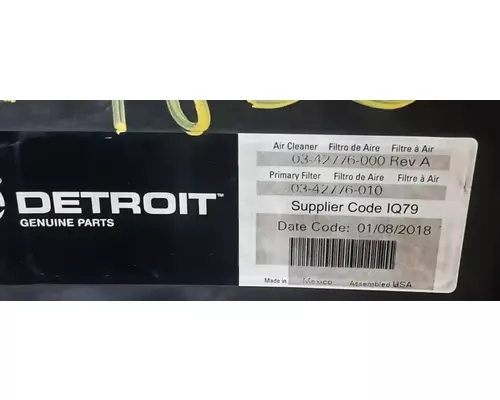 DETROIT™
GENUINE PARTS
Air Cleaner Filtro de Aire Filtre à Air
03-42776-000 Rev A
Primary Filter Filtro de Aire Filtre à Air
03-42776-010
Supplier Code IQ79
Date Code: 01/08/2018
Made in Mexico Assembled USA